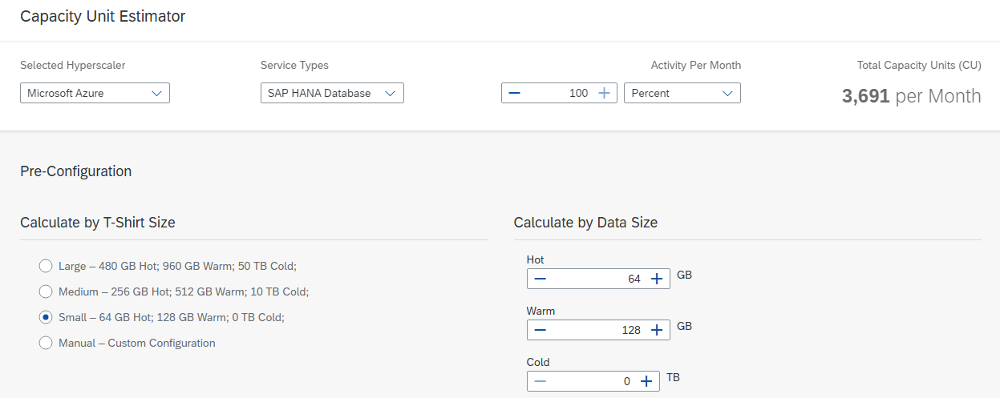 Capacity Unit Estimator
Selected Hyperscaler
Service Types
Activity Per Month
Total Capacity Units (CU)
Microsoft Azure
SAP HANA Database
100
Percent
3,691 per Month
Pre-Configuration
Calculate by T-Shirt Size
Large – 480 GB Hot; 960 GB Warm; 50 TB Cold;
Medium – 256 GB Hot; 512 GB Warm; 10 TB Cold;
Small – 64 GB Hot; 128 GB Warm; 0 TB Cold;
Manual – Custom Configuration
Calculate by Data Size
Hot
64 GB
Warm
128 GB
Cold
0 TB